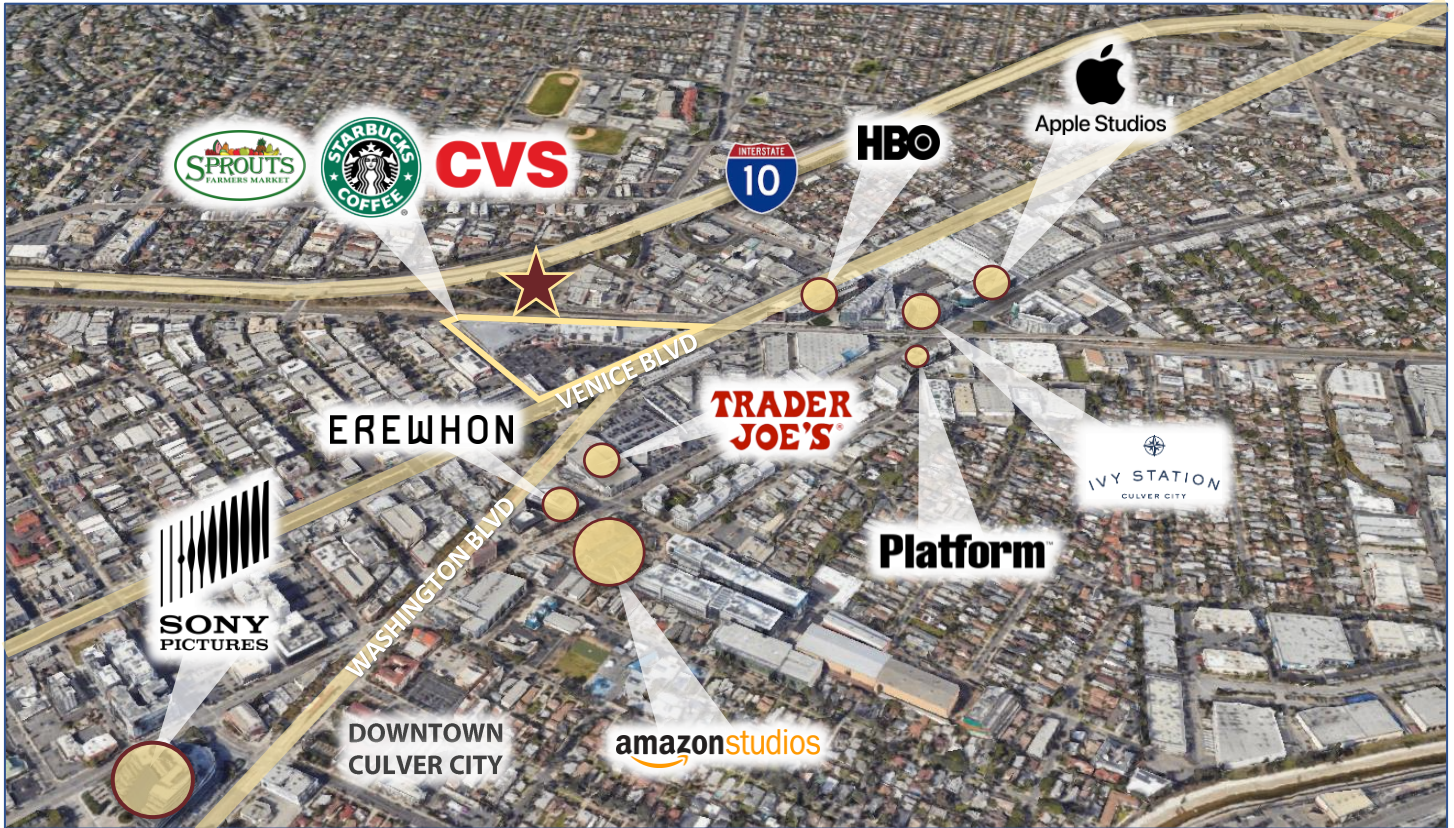 Apple Studios
HBO
SPROUTS
FARMERS MARKET
STARBUCKS
COFFEE
®
CVS
INTERSTATE
10
VENICE BLVD
TRADER
JOE'S®
EREWHON
IVY STATION
CULVER CITY
WASHINGTON BLVD
Platform™
SONY
PICTURES
DOWNTOWN
CULVER CITY
amazonstudios